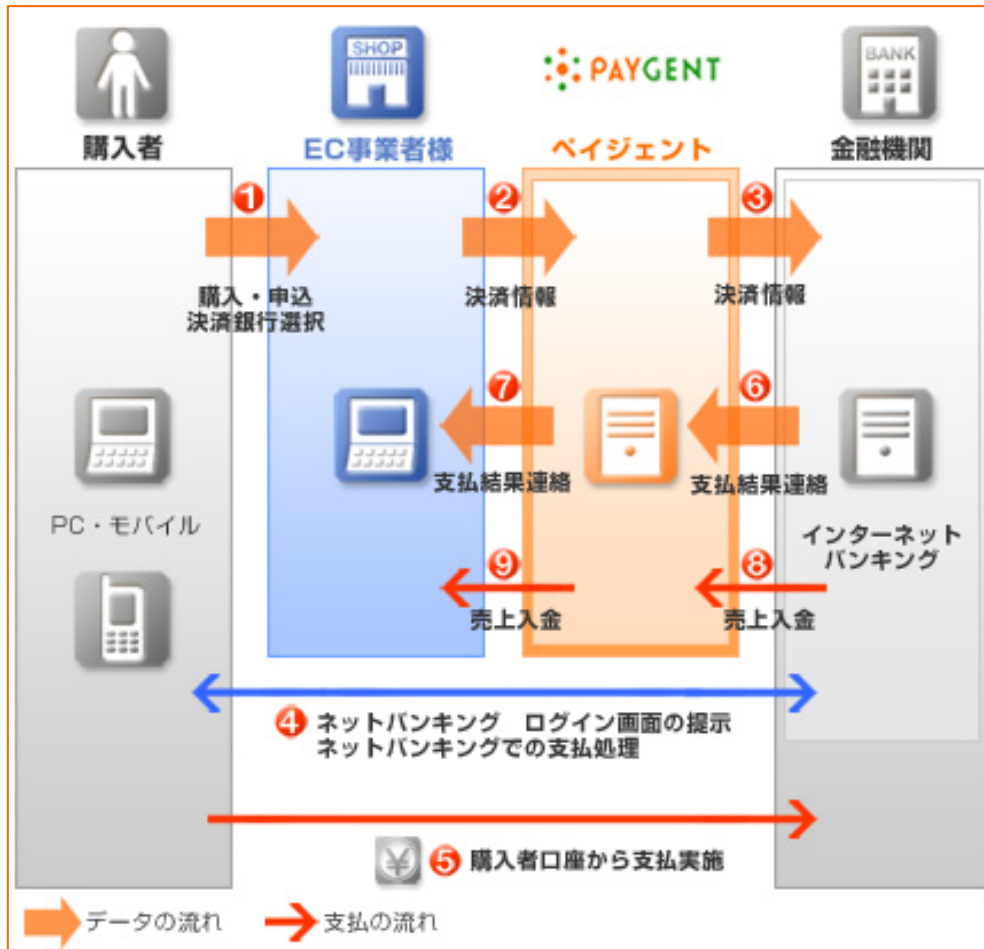 SHOP
PAYGENT
BANK
購入者
EC事業者様
ペイジェント
金融機関
1
2
3
購入・申込
決済銀行選択
決済情報
決済情報
7
6
支払結果連絡
支払結果連絡
PC・モバイル
インターネット
バンキング
9
8
売上入金
売上入金
4 ネットバンキング ログイン画面の提示
ネットバンキングでの支払処理
¥ 5 購入者口座から支払実施
データの流れ
支払の流れ